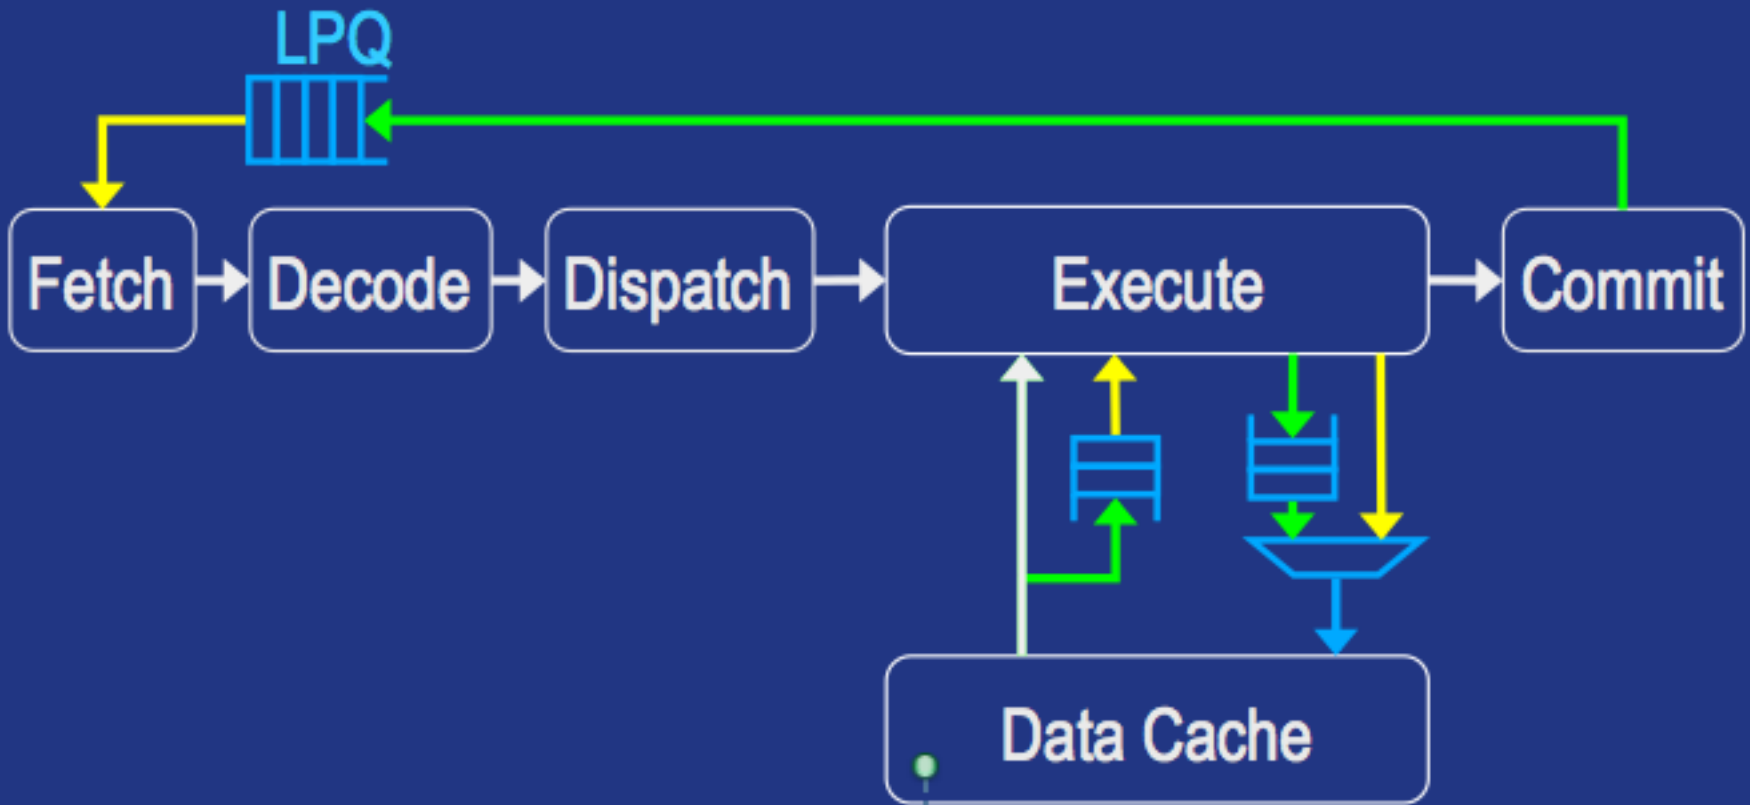 LPQ
Fetch
Decode
Dispatch
Execute
Commit
Data Cache